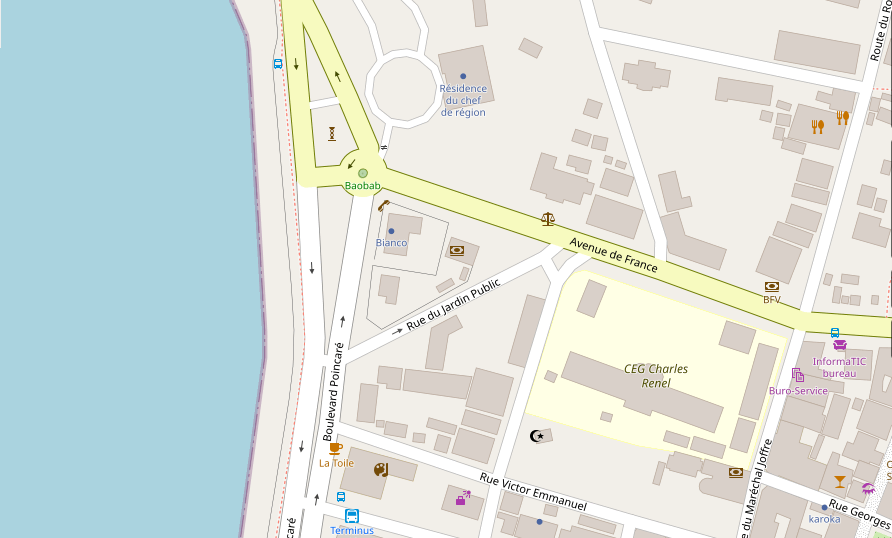 Route du Ro
Résidence
du chef
de région
Baobab
Bianco
Avenue de France
BFV
Rue du Jardin Public
InformaTIC
bureau
Buro-Service
CEG Charles
Renel
Boulevard Poincaré
La Toile
Rue Victor Emmanuel
e du Maréchal Joffre
C
S
karoka
Rue Georges
Terminus
caré